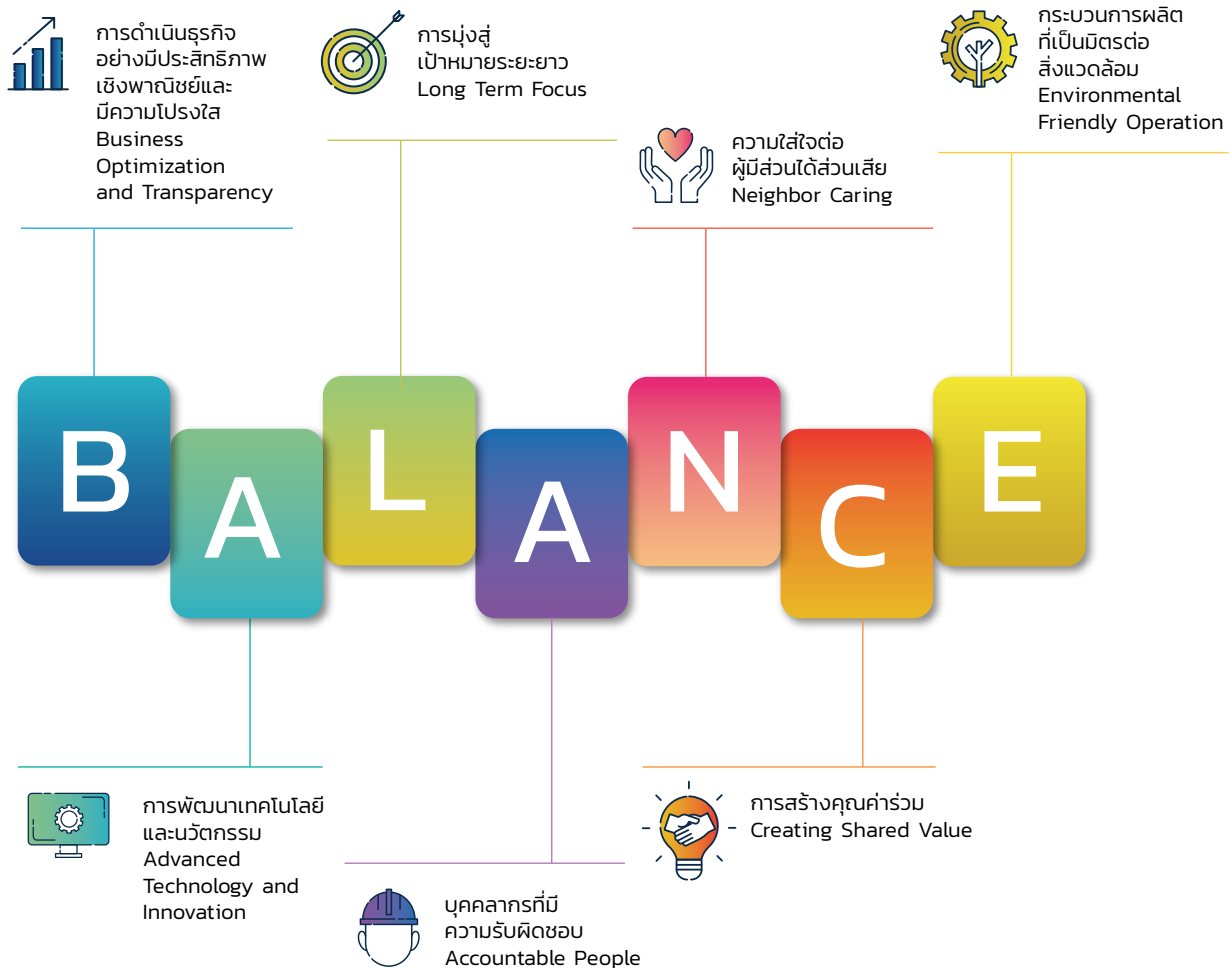 การดำเนินธุรกิจ
อย่างมีประสิทธิภาพ
เชิงพาณิชย์และ
มีความโปร่งใส
Business
Optimization
and Transparency
การมุ่งสู่
เป้าหมายระยะยาว
Long Term Focus
ความใส่ใจต่อ
ผู้มีส่วนได้ส่วนเสีย
Neighbor Caring
กระบวนการผลิต
ที่เป็นมิตรต่อ
สิ่งแวดล้อม
Environmental
Friendly Operation
BALANCE
การพัฒนาเทคโนโลยี
และนวัตกรรม
Advanced
Technology and
Innovation
บุคคลากรที่มี
ความรับผิดชอบ
Accountable People
การสร้างคุณค่าร่วม
Creating Shared Value